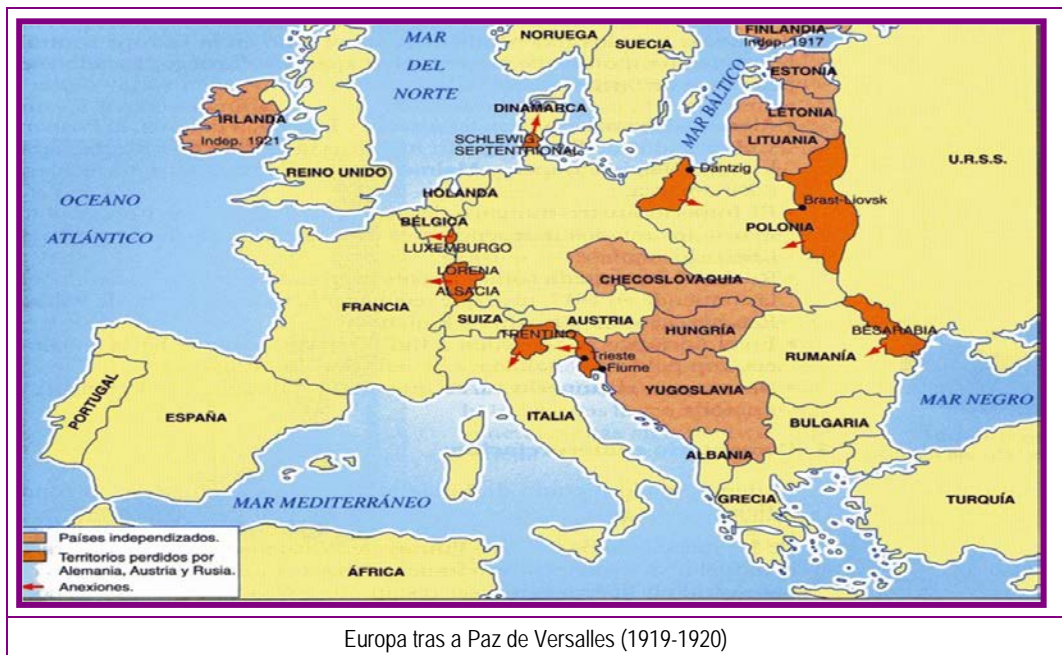 MAR
DEL
NORTE
NORUEGA
SUECIA
FINLANDIA
Indep. 1917
ESTONIA
LETONIA
LITUANIA
MAR BÁLTICO
U.R.S.S.
IRLANDA
Indep. 1921
REINO UNIDO
DINAMARCA
SCHLEWIG
SEPTENTRIONAL
Dantzig
Brast-Liovsk
POLONIA
OCEANO
ATLÁNTICO
HOLANDA
BÉLGICA
LUXEMBURGO
LORENA
ALSACIA
FRANCIA
SUIZA
AUSTRIA
CHECOSLOVAQUIA
HUNGRÍA
TRENTINO
Trieste
Fiume
BESARABIA
RUMANÍA
YUGOSLAVIA
MAR NEGRO
PORTUGAL
ESPAÑA
ITALIA
BULGARIA
ALBANIA
GRECIA
TURQUÍA
MAR MEDITERRÁNEO
ÁFRICA
Países independizados.
Territorios perdidos por
Alemania, Austria y Rusia.
Anexiones.
Europa tras a Paz de Versalles (1919-1920)